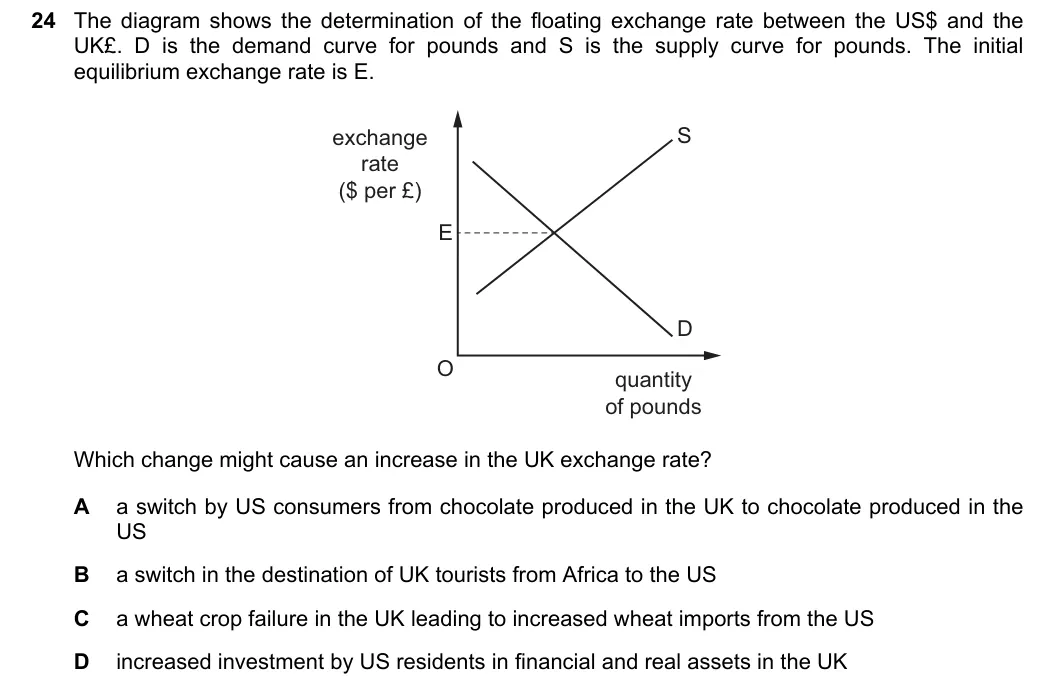 24 The diagram shows the determination of the floating exchange rate between the US$ and the
UK£. D is the demand curve for pounds and S is the supply curve for pounds. The initial
equilibrium exchange rate is E.
exchange
rate
($ per £)
S
E
D
O
quantity
of pounds
Which change might cause an increase in the UK exchange rate?
A a switch by US consumers from chocolate produced in the UK to chocolate produced in the
US
B a switch in the destination of UK tourists from Africa to the US
C a wheat crop failure in the UK leading to increased wheat imports from the US
D increased investment by US residents in financial and real assets in the UK